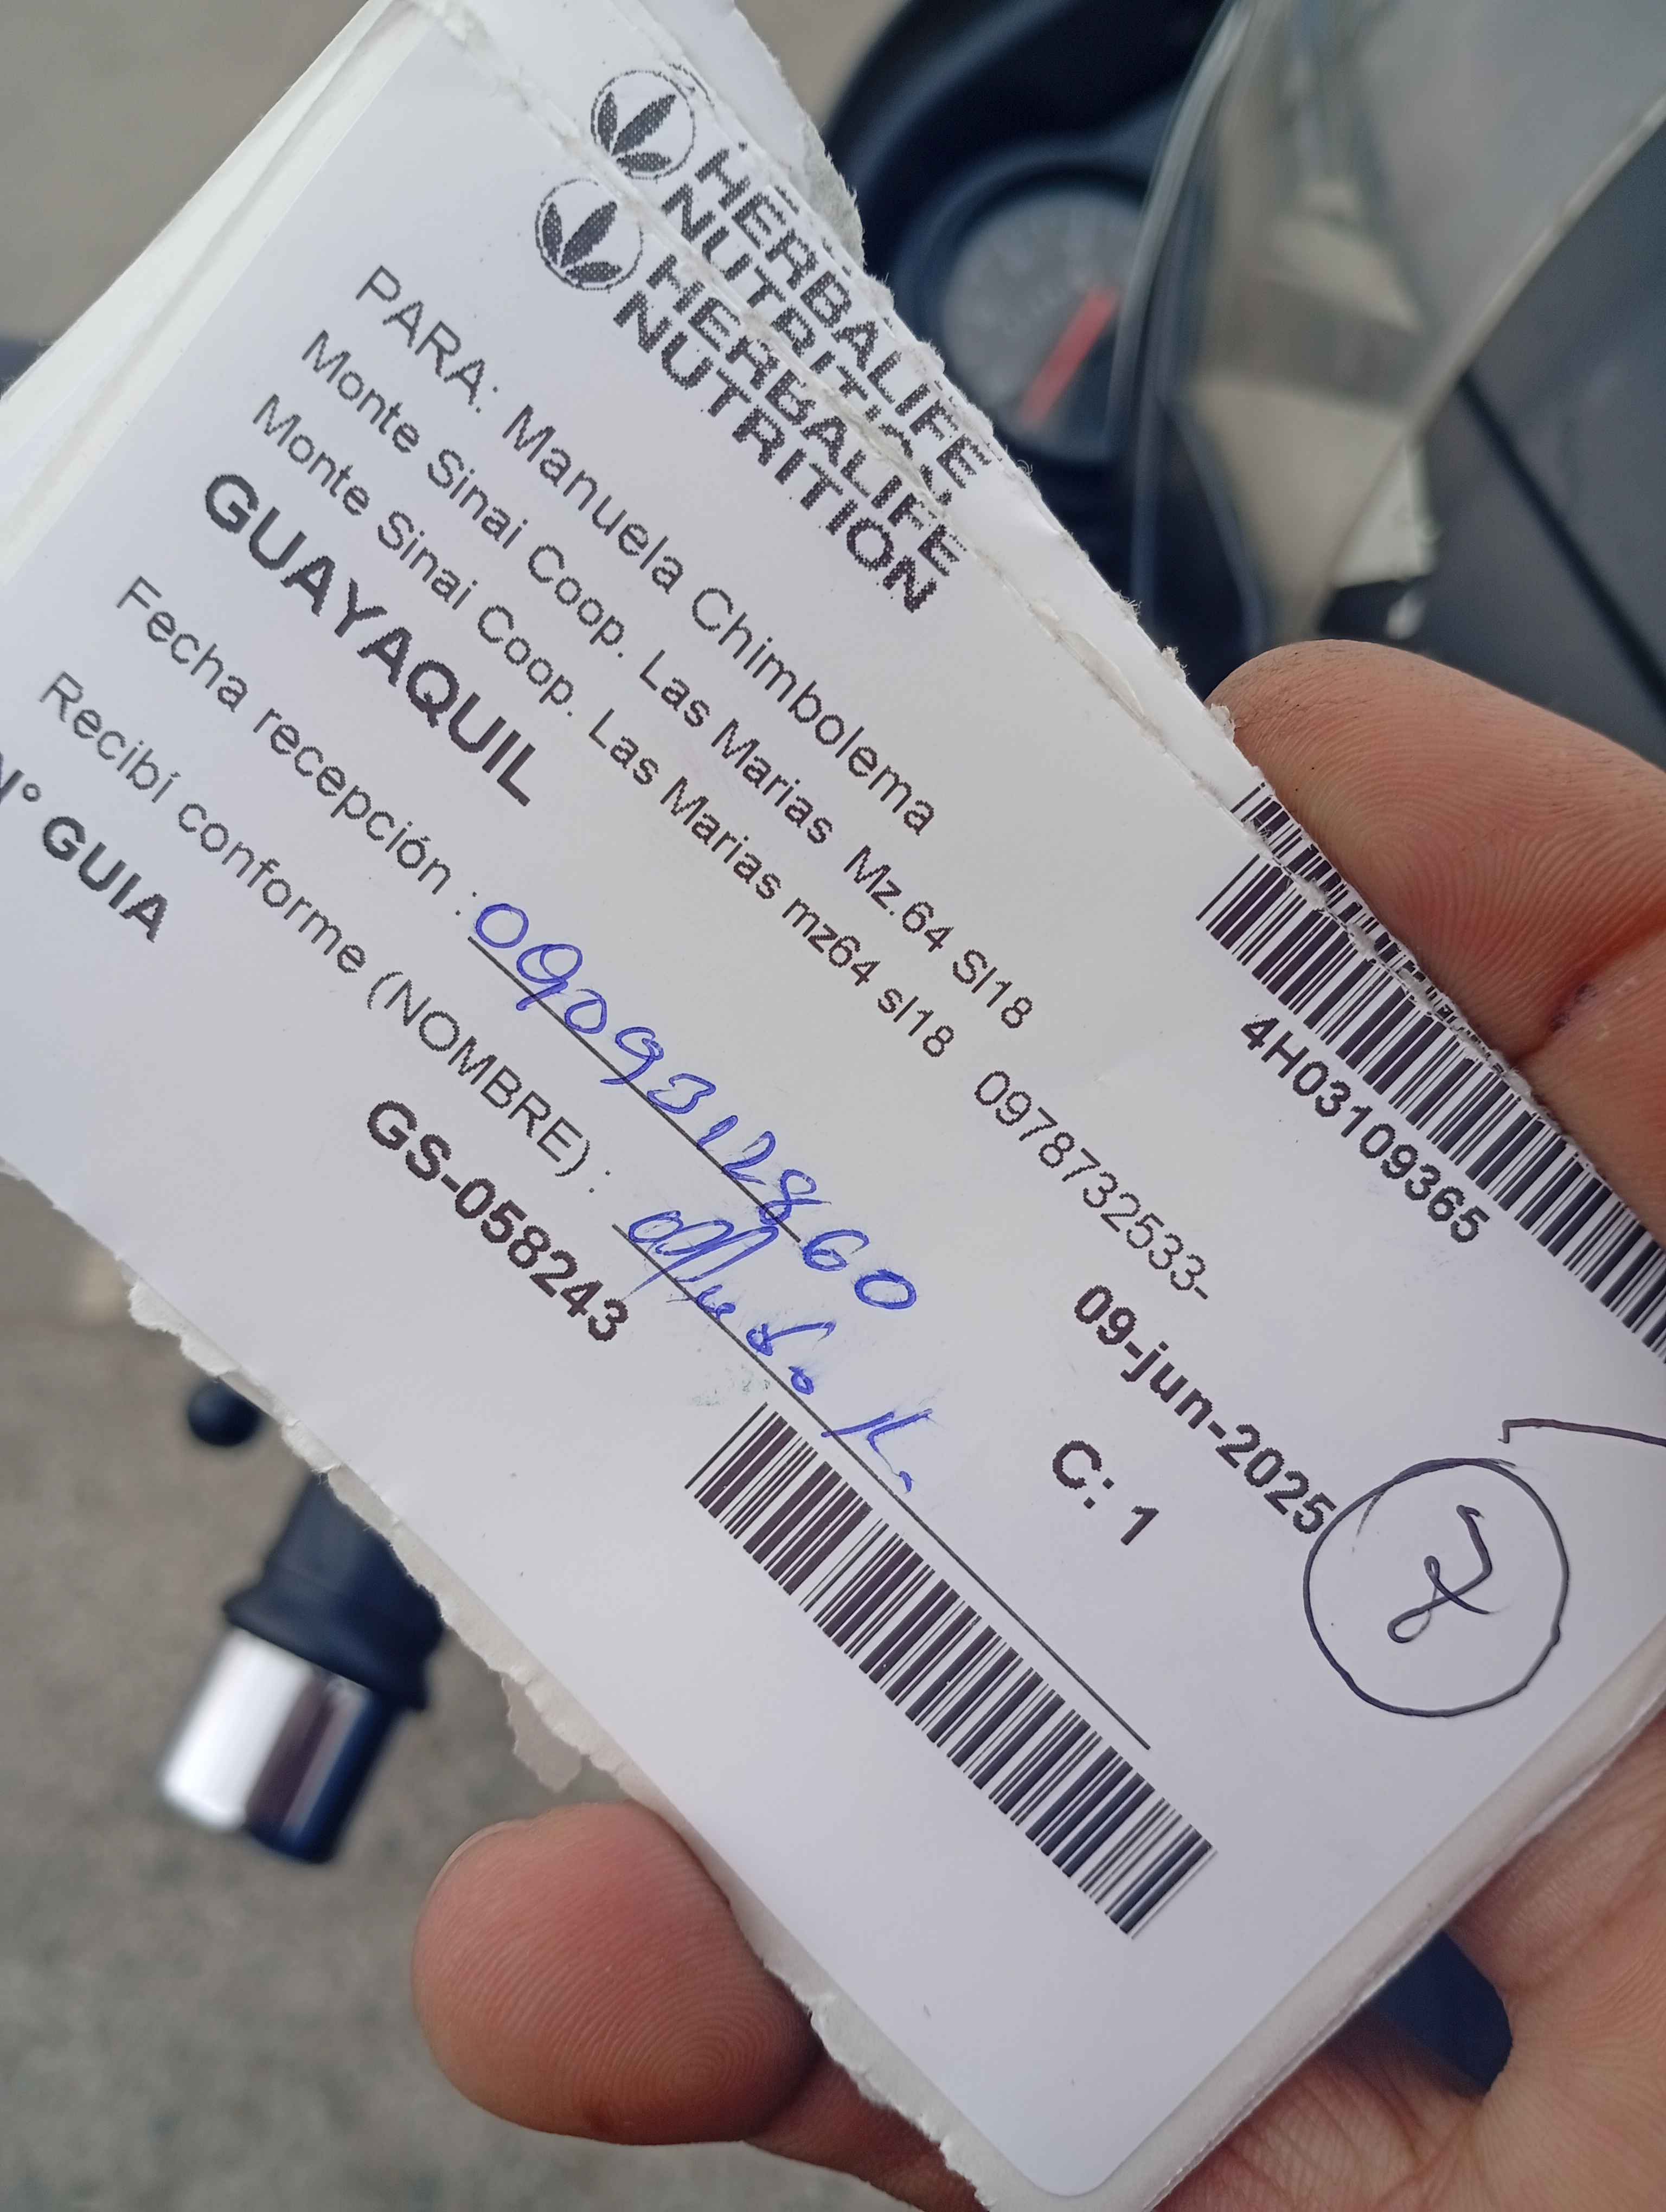 HERBALIFE
NUTRITION
HERBALIFE
NUTRITION
4H03109365
PARA: Manuela Chimbolema
Monte Sinai Coop. Las Marias Mz.64 Sl18
Monte Sinai Coop. Las Marias mz64 sl18 0978732533-
GUAYAQUIL
09-jun-2025
7
Fecha recepción : 0909312860
C: 1
Recibí conforme (NOMBRE) :
N° GUIA
GS-058243